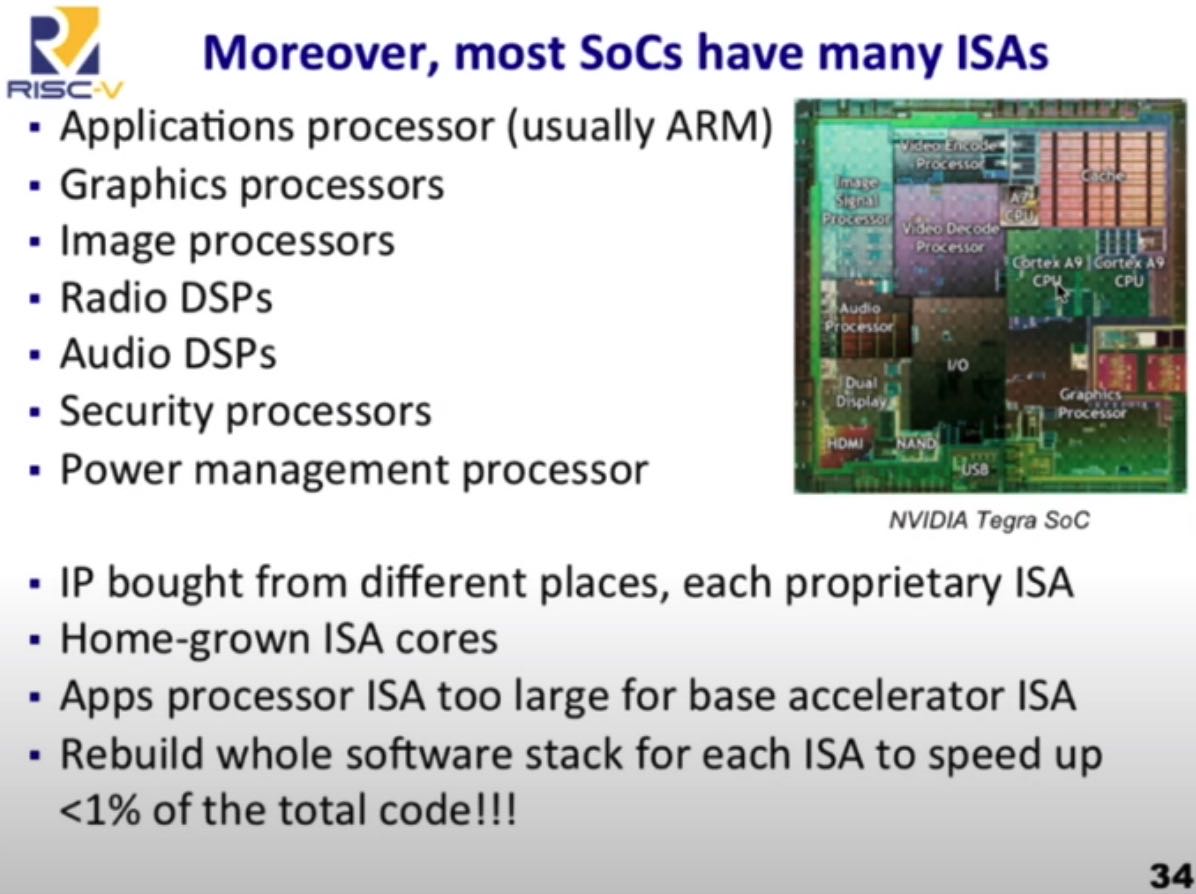 RISC-V
Moreover, most SoCs have many ISAs
▪ Applications processor (usually ARM)
▪ Graphics processors
▪ Image processors
▪ Radio DSPs
▪ Audio DSPs
▪ Security processors
▪ Power management processor
Video Encode
Processor
Image
Signal
Processor
Cache
A7
CPU
Video Decode
Processor
Cortex A9
CPU
Cortex A9
CPU
Audio
Processor
I/O
Dual
Display
Graphics
Processor
HDMI
NAND
USB
NVIDIA Tegra SoC
▪ IP bought from different places, each proprietary ISA
▪ Home-grown ISA cores
▪ Apps processor ISA too large for base accelerator ISA
▪ Rebuild whole software stack for each ISA to speed up
<1% of the total code!!!
34